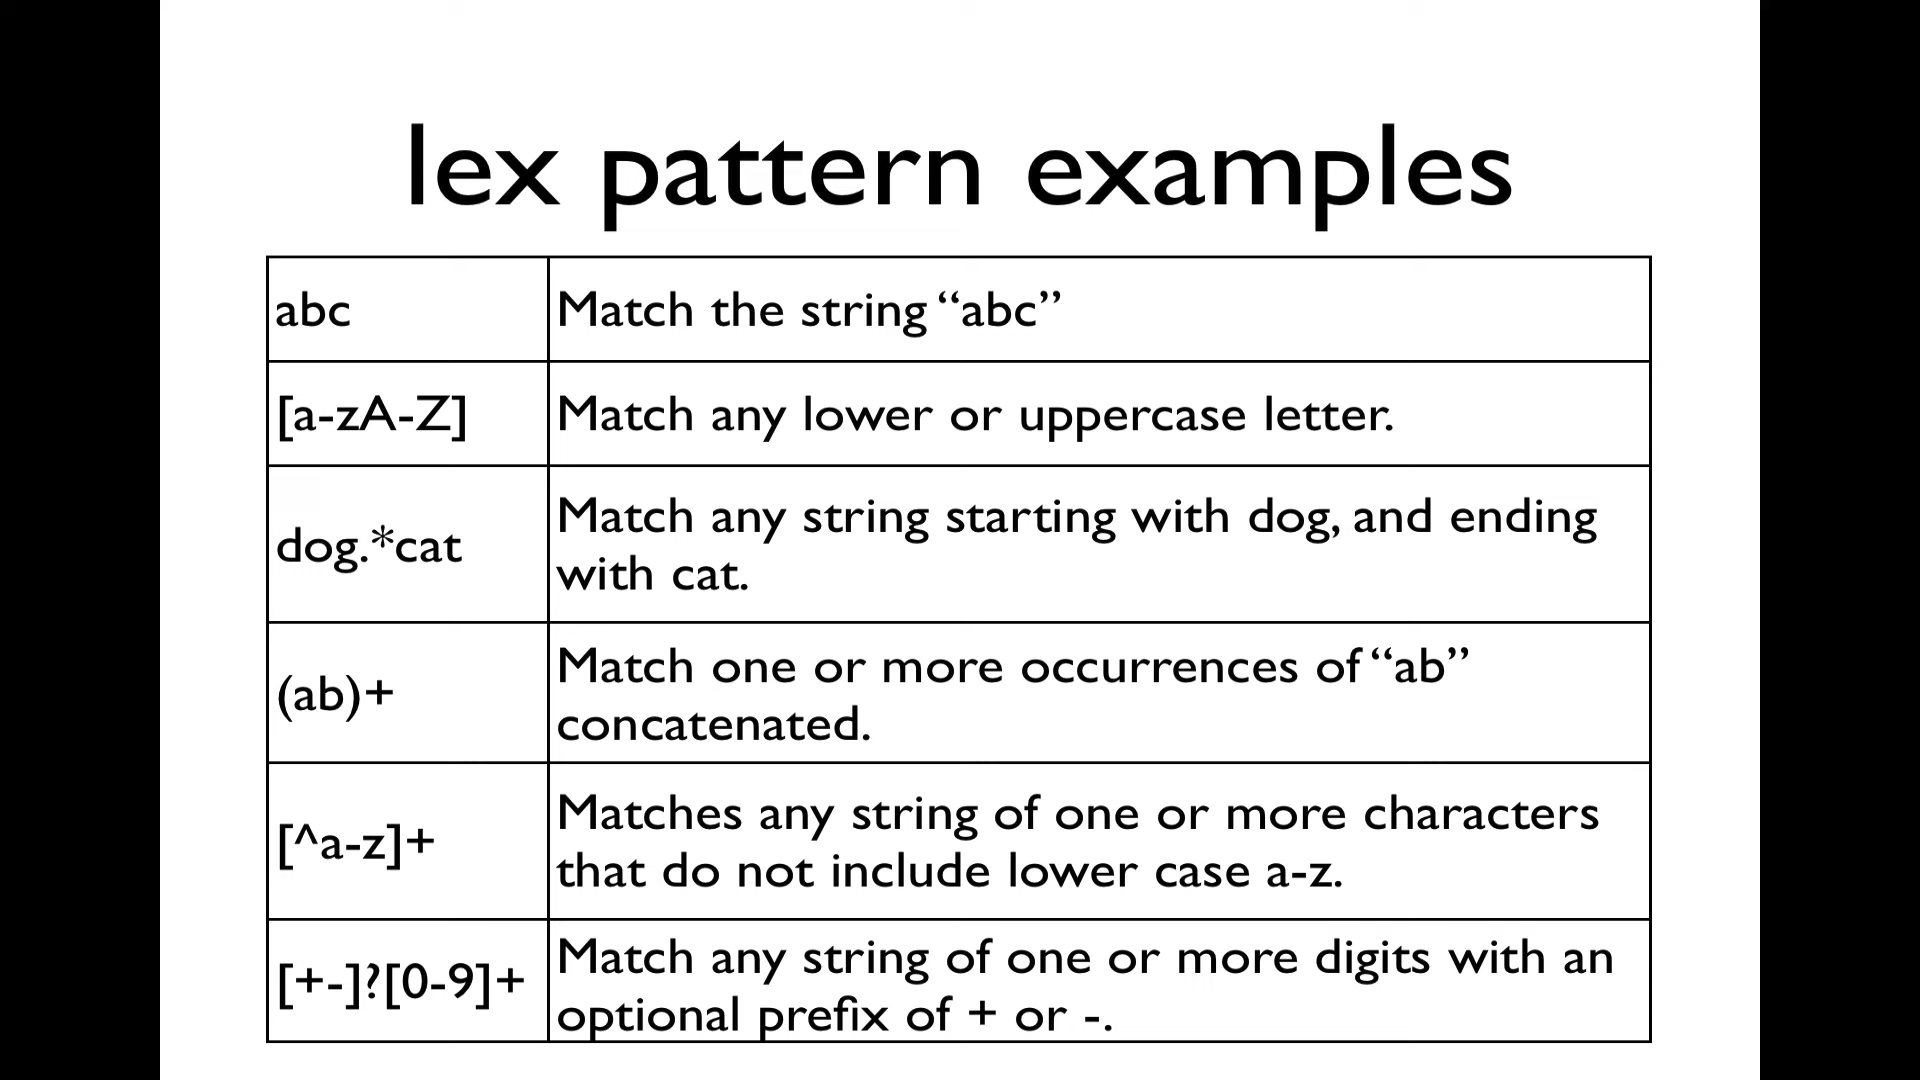 lex pattern examples
abc
Match the string “abc”
[a-zA-Z]
Match any lower or uppercase letter.
dog.*cat
Match any string starting with dog, and ending
with cat.
(ab)+
Match one or more occurrences of “ab”
concatenated.
[^a-z]+
Matches any string of one or more characters
that do not include lower case a-z.
[+-]?[0-9]+
Match any string of one or more digits with an
optional prefix of + or -.